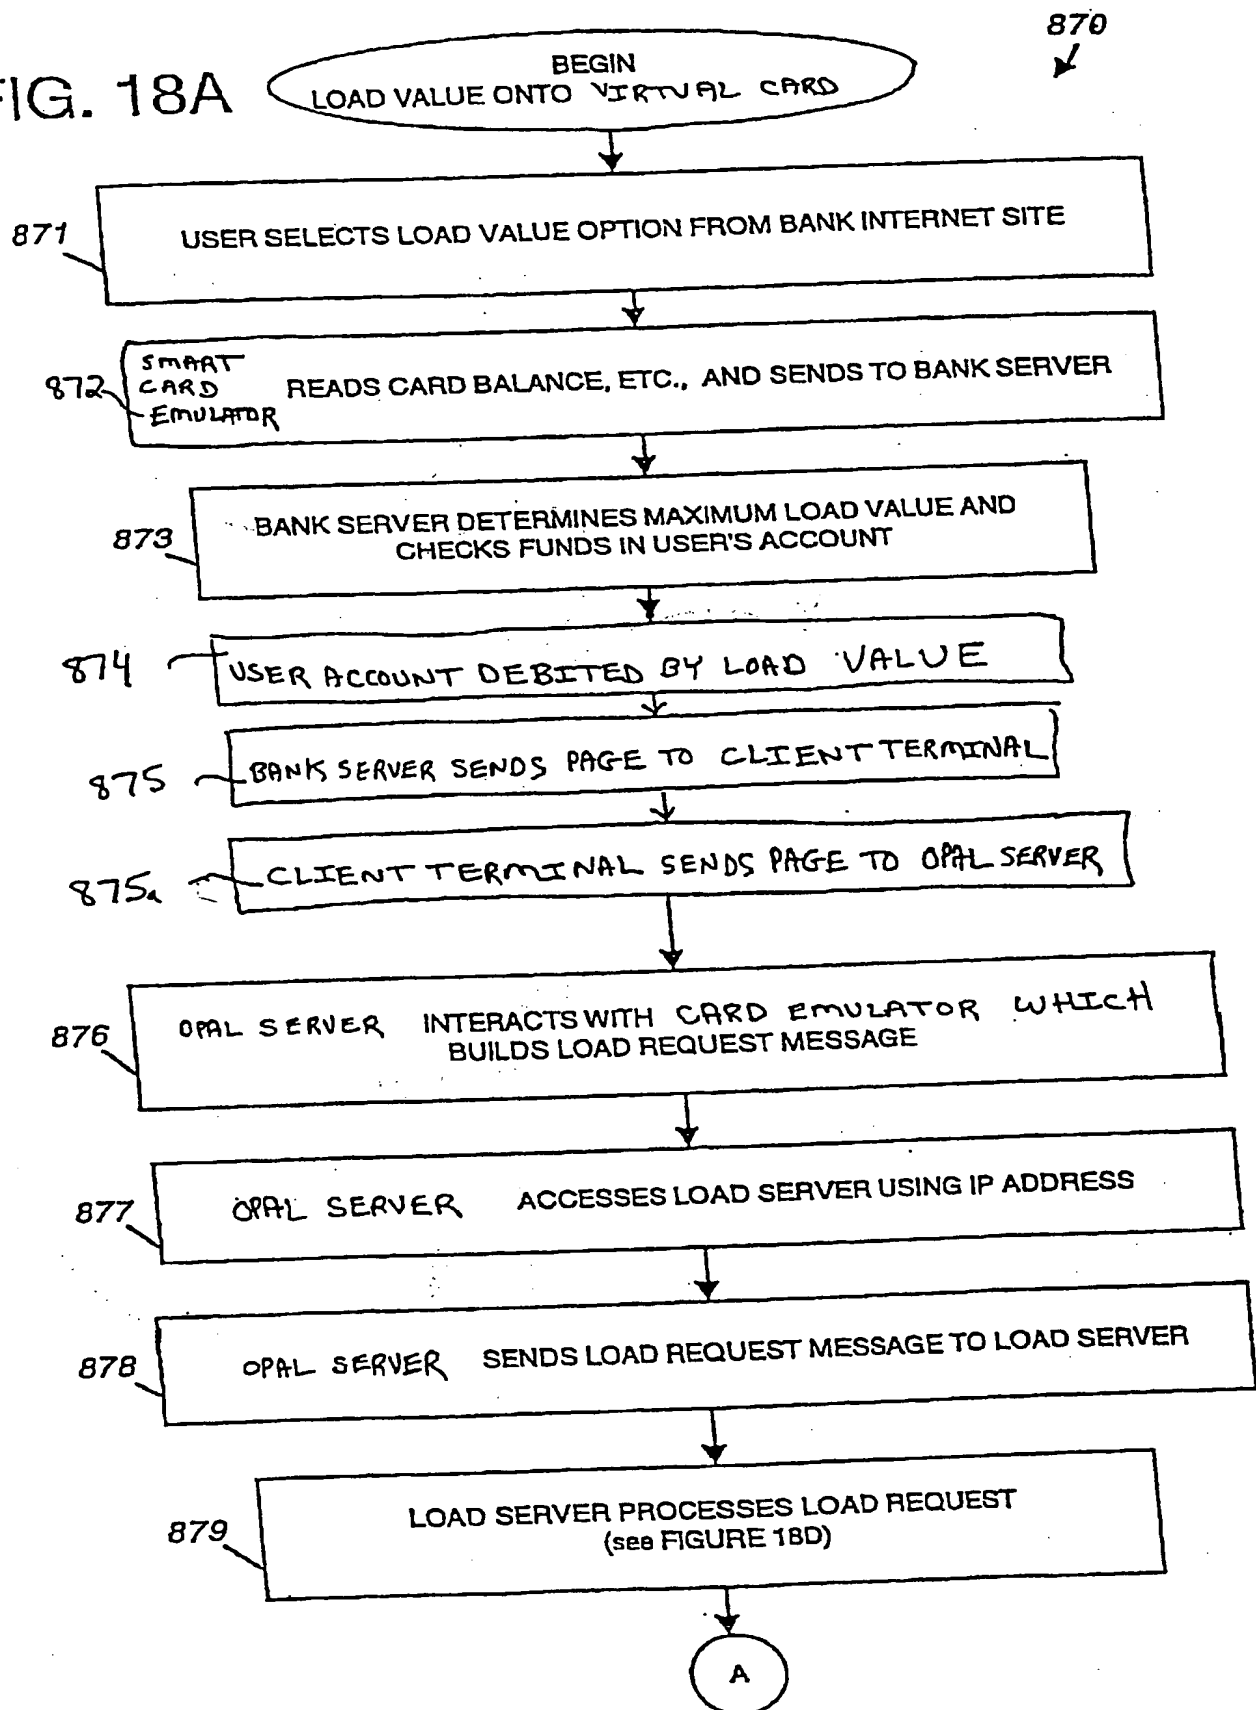 870
FIG. 18A
BEGIN
LOAD VALUE ONTO VIRTUAL CARD
871
USER SELECTS LOAD VALUE OPTION FROM BANK INTERNET SITE
872
SMART
CARD
EMULATOR
READS CARD BALANCE, ETC., AND SENDS TO BANK SERVER
873
BANK SERVER DETERMINES MAXIMUM LOAD VALUE AND
CHECKS FUNDS IN USER'S ACCOUNT
874
USER ACCOUNT DEBITED BY LOAD VALUE
875
BANK SERVER SENDS PAGE TO CLIENT TERMINAL
875a
CLIENT TERMINAL SENDS PAGE TO OPAL SERVER
876
OPAL SERVER INTERACTS WITH CARD EMULATOR WHICH
BUILDS LOAD REQUEST MESSAGE
877
OPAL SERVER ACCESSES LOAD SERVER USING IP ADDRESS
878
OPAL SERVER SENDS LOAD REQUEST MESSAGE TO LOAD SERVER
879
LOAD SERVER PROCESSES LOAD REQUEST
(see FIGURE 18D)
A